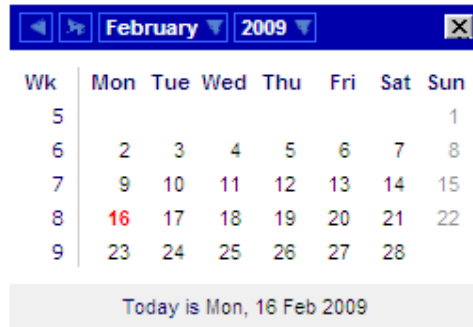 February 2009 X
Wk Mon Tue Wed Thu Fri Sat Sun
5 1
6 2 3 4 5 6 7 8
7 9 10 11 12 13 14 15
8 16 17 18 19 20 21 22
9 23 24 25 26 27 28
Today is Mon, 16 Feb 2009